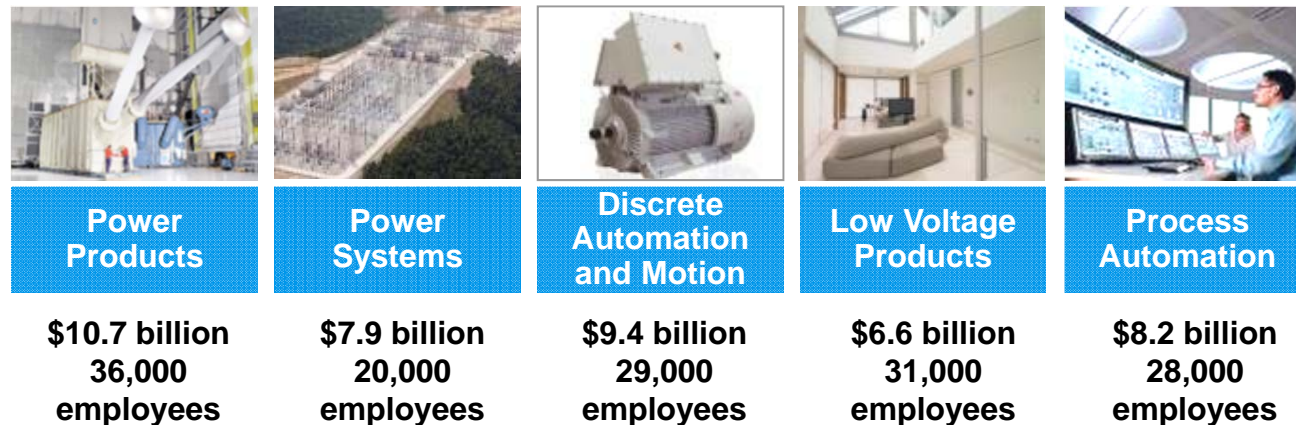 Power
Products
Power
Systems
Discrete
Automation
and Motion
Low Voltage
Products
Process
Automation
$10.7 billion
36,000
employees
$7.9 billion
20,000
employees
$9.4 billion
29,000
employees
$6.6 billion
31,000
employees
$8.2 billion
28,000
employees